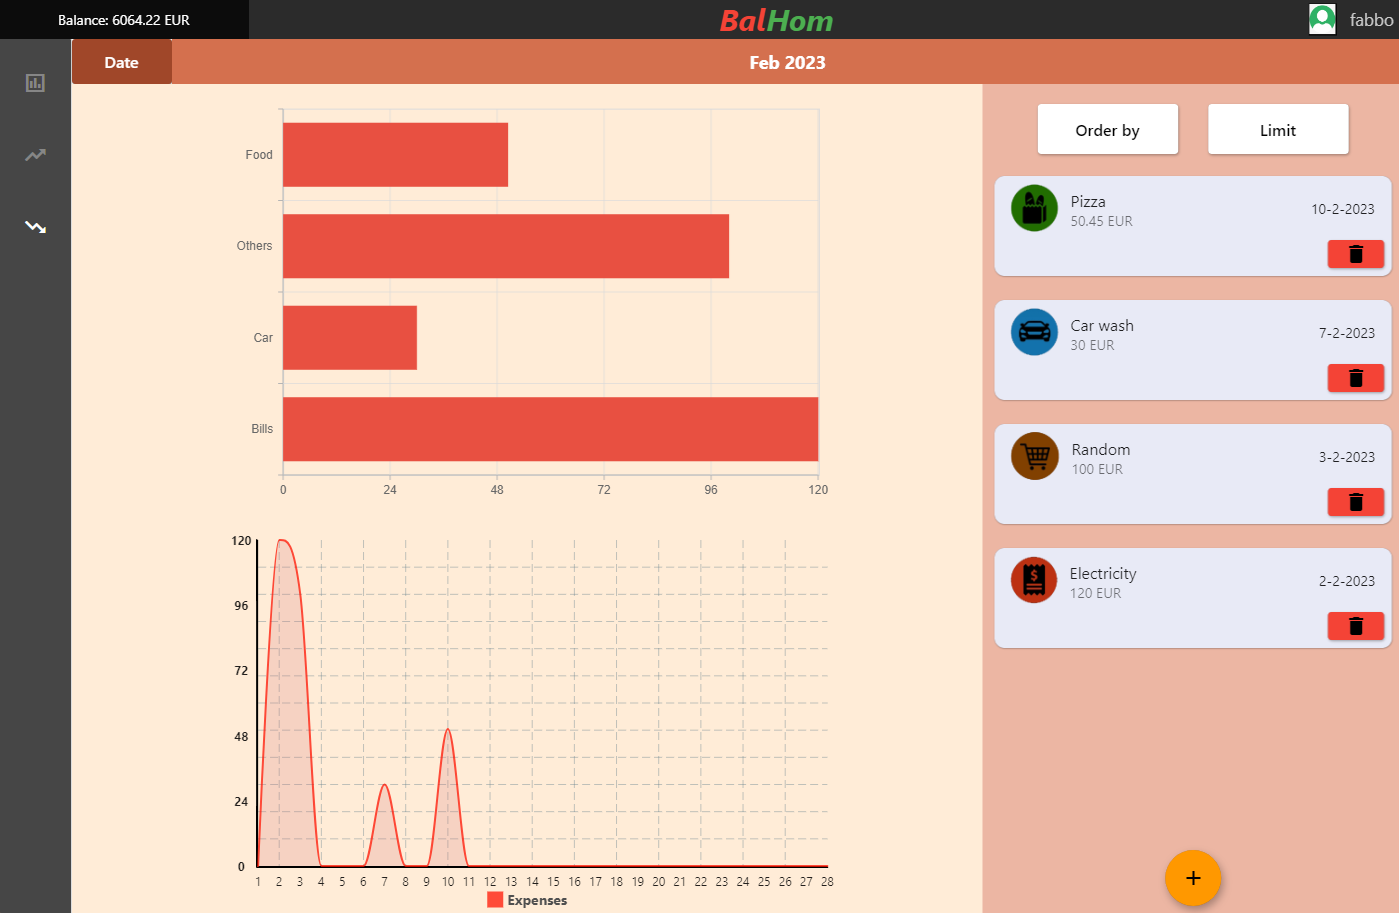 Balance: 6064.22 EUR
BalHom
fabbo
Date
Feb 2023
Food
Others
Car
Bills
0 24 48 72 96 120
120
96
72
48
24
0
1 2 3 4 5 6 7 8 9 10 11 12 13 14 15 16 17 18 19 20 21 22 23 24 25 26 27 28
Expenses
Order by
Limit
Pizza
50.45 EUR
10-2-2023
Car wash
30 EUR
7-2-2023
Random
100 EUR
3-2-2023
$
Electricity
120 EUR
2-2-2023
+